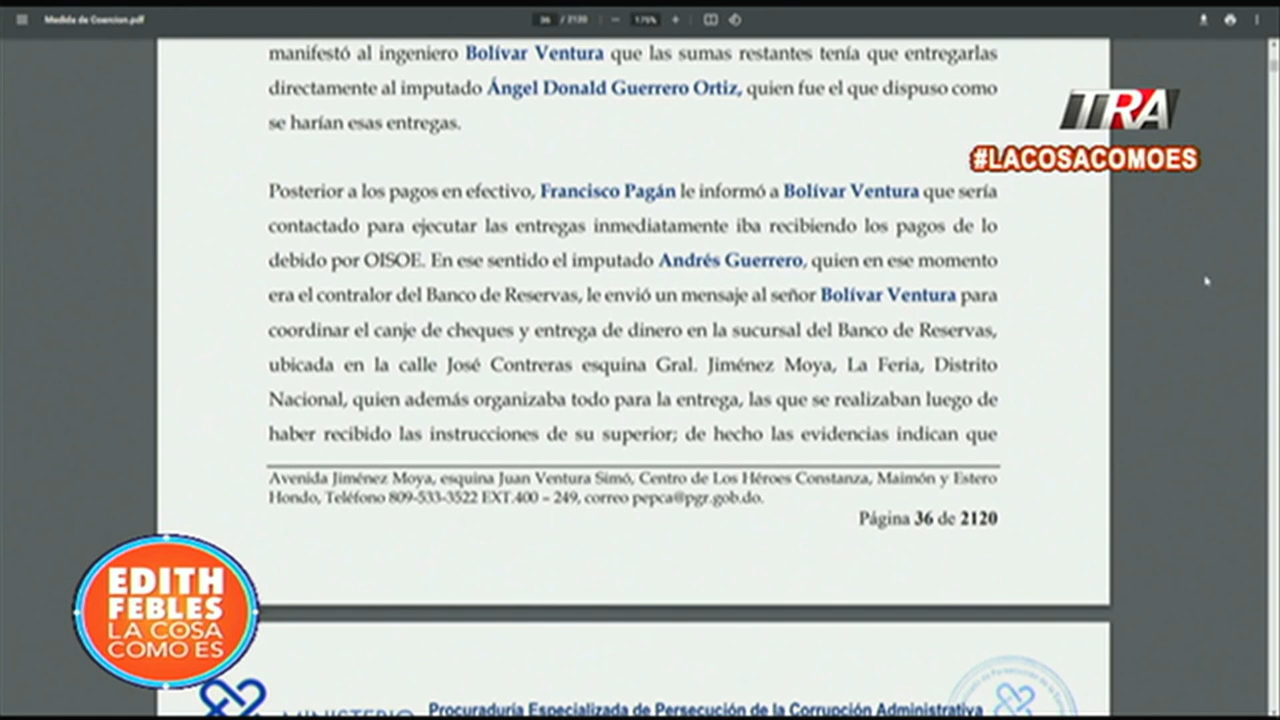 Medida de Coercion.pdf
36 / 2120
175%
manifestó al ingeniero Bolívar Ventura que las sumas restantes tenía que entregarlas
directamente al imputado Ángel Donald Guerrero Ortiz, quien fue el que dispuso como
se harían esas entregas.
TRA
#LACOSACOMOES
Posterior a los pagos en efectivo, Francisco Pagán le informó a Bolívar Ventura que sería
contactado para ejecutar las entregas inmediatamente iba recibiendo los pagos de lo
debido por OISOE. En ese sentido el imputado Andrés Guerrero, quien en ese momento
era el contralor del Banco de Reservas, le envió un mensaje al señor Bolívar Ventura para
coordinar el canje de cheques y entrega de dinero en la sucursal del Banco de Reservas,
ubicada en la calle José Contreras esquina Gral. Jiménez Moya, La Feria, Distrito
Nacional, quien además organizaba todo para la entrega, las que se realizaban luego de
haber recibido las instrucciones de su superior; de hecho las evidencias indican que
Avenida Jiménez Moya, esquina Juan Ventura Simó, Centro de Los Héroes Constanza, Maimón y Estero
Hondo, Teléfono 809-533-3522 EXT.400 – 249, correo pepca@pgr.gob.do.
Página 36 de 2120
EDITH
FEBLES
LA COSA
COMO ES
MINISTERIO
Procuraduría Especializada de Persecución de la Corrupción Administrativa